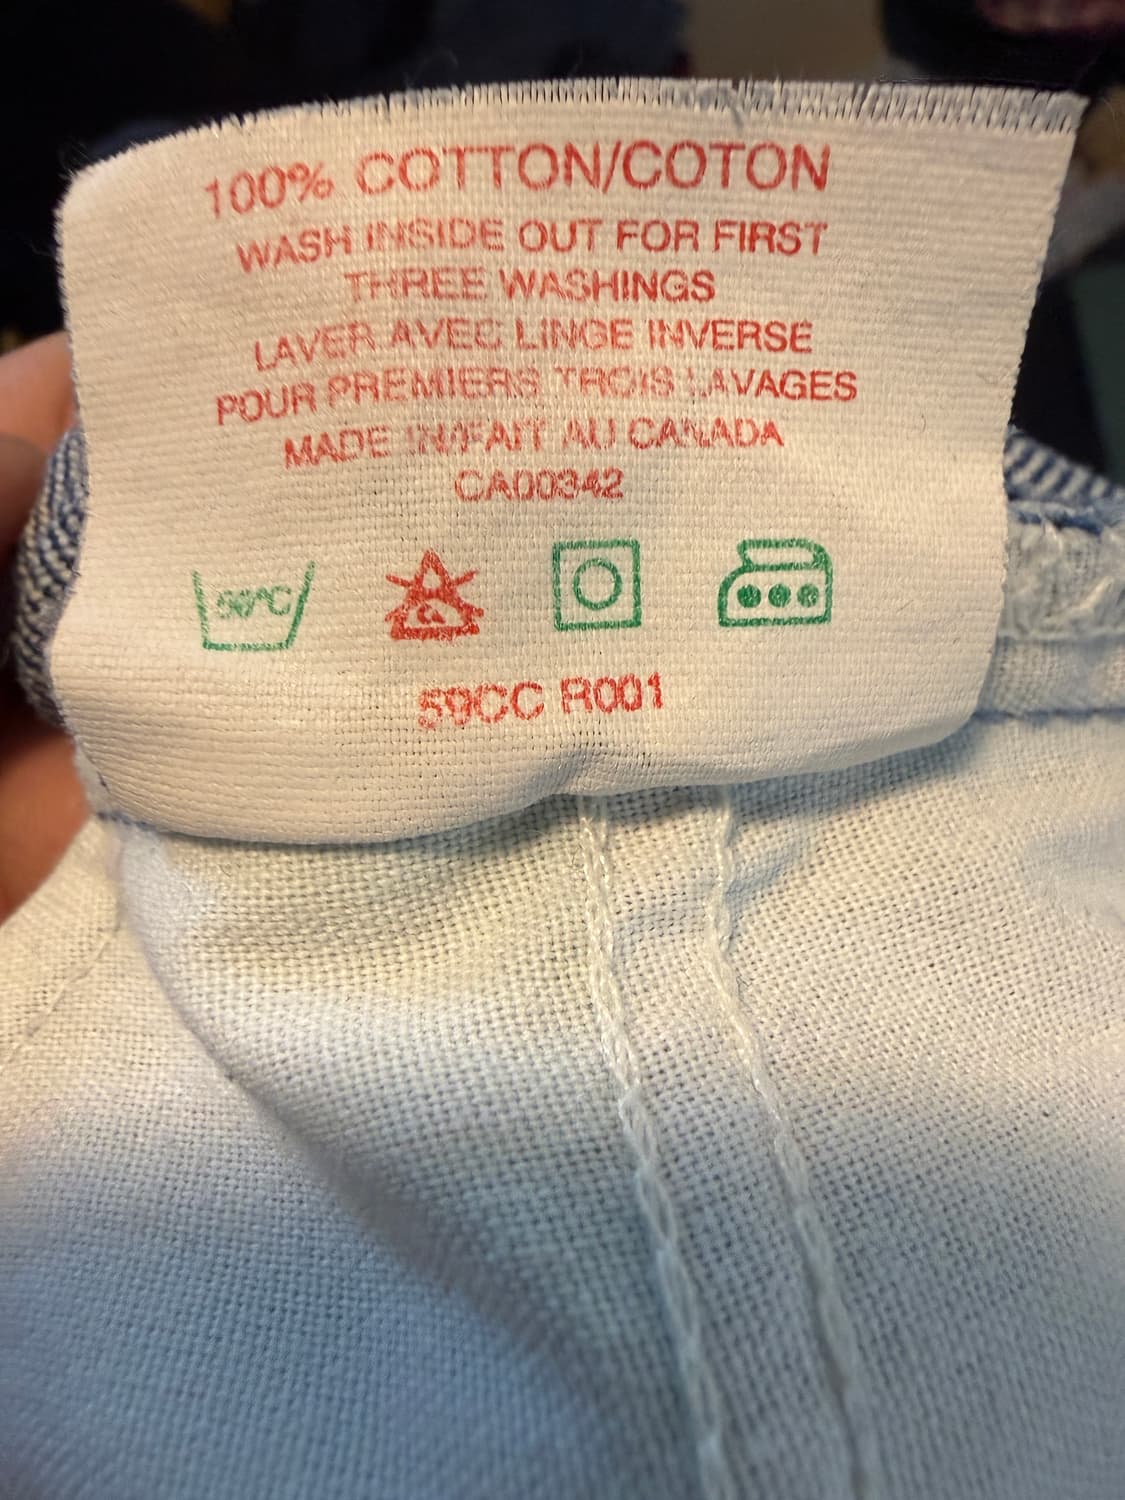 100% COTTON/COTON
WASH INSIDE OUT FOR FIRST
THREE WASHINGS
LAVER AVEC LINGE INVERSE
POUR PREMIERS TROIS LAVAGES
MADE IN/FAIT AU CANADA
CA00342
59CC R001